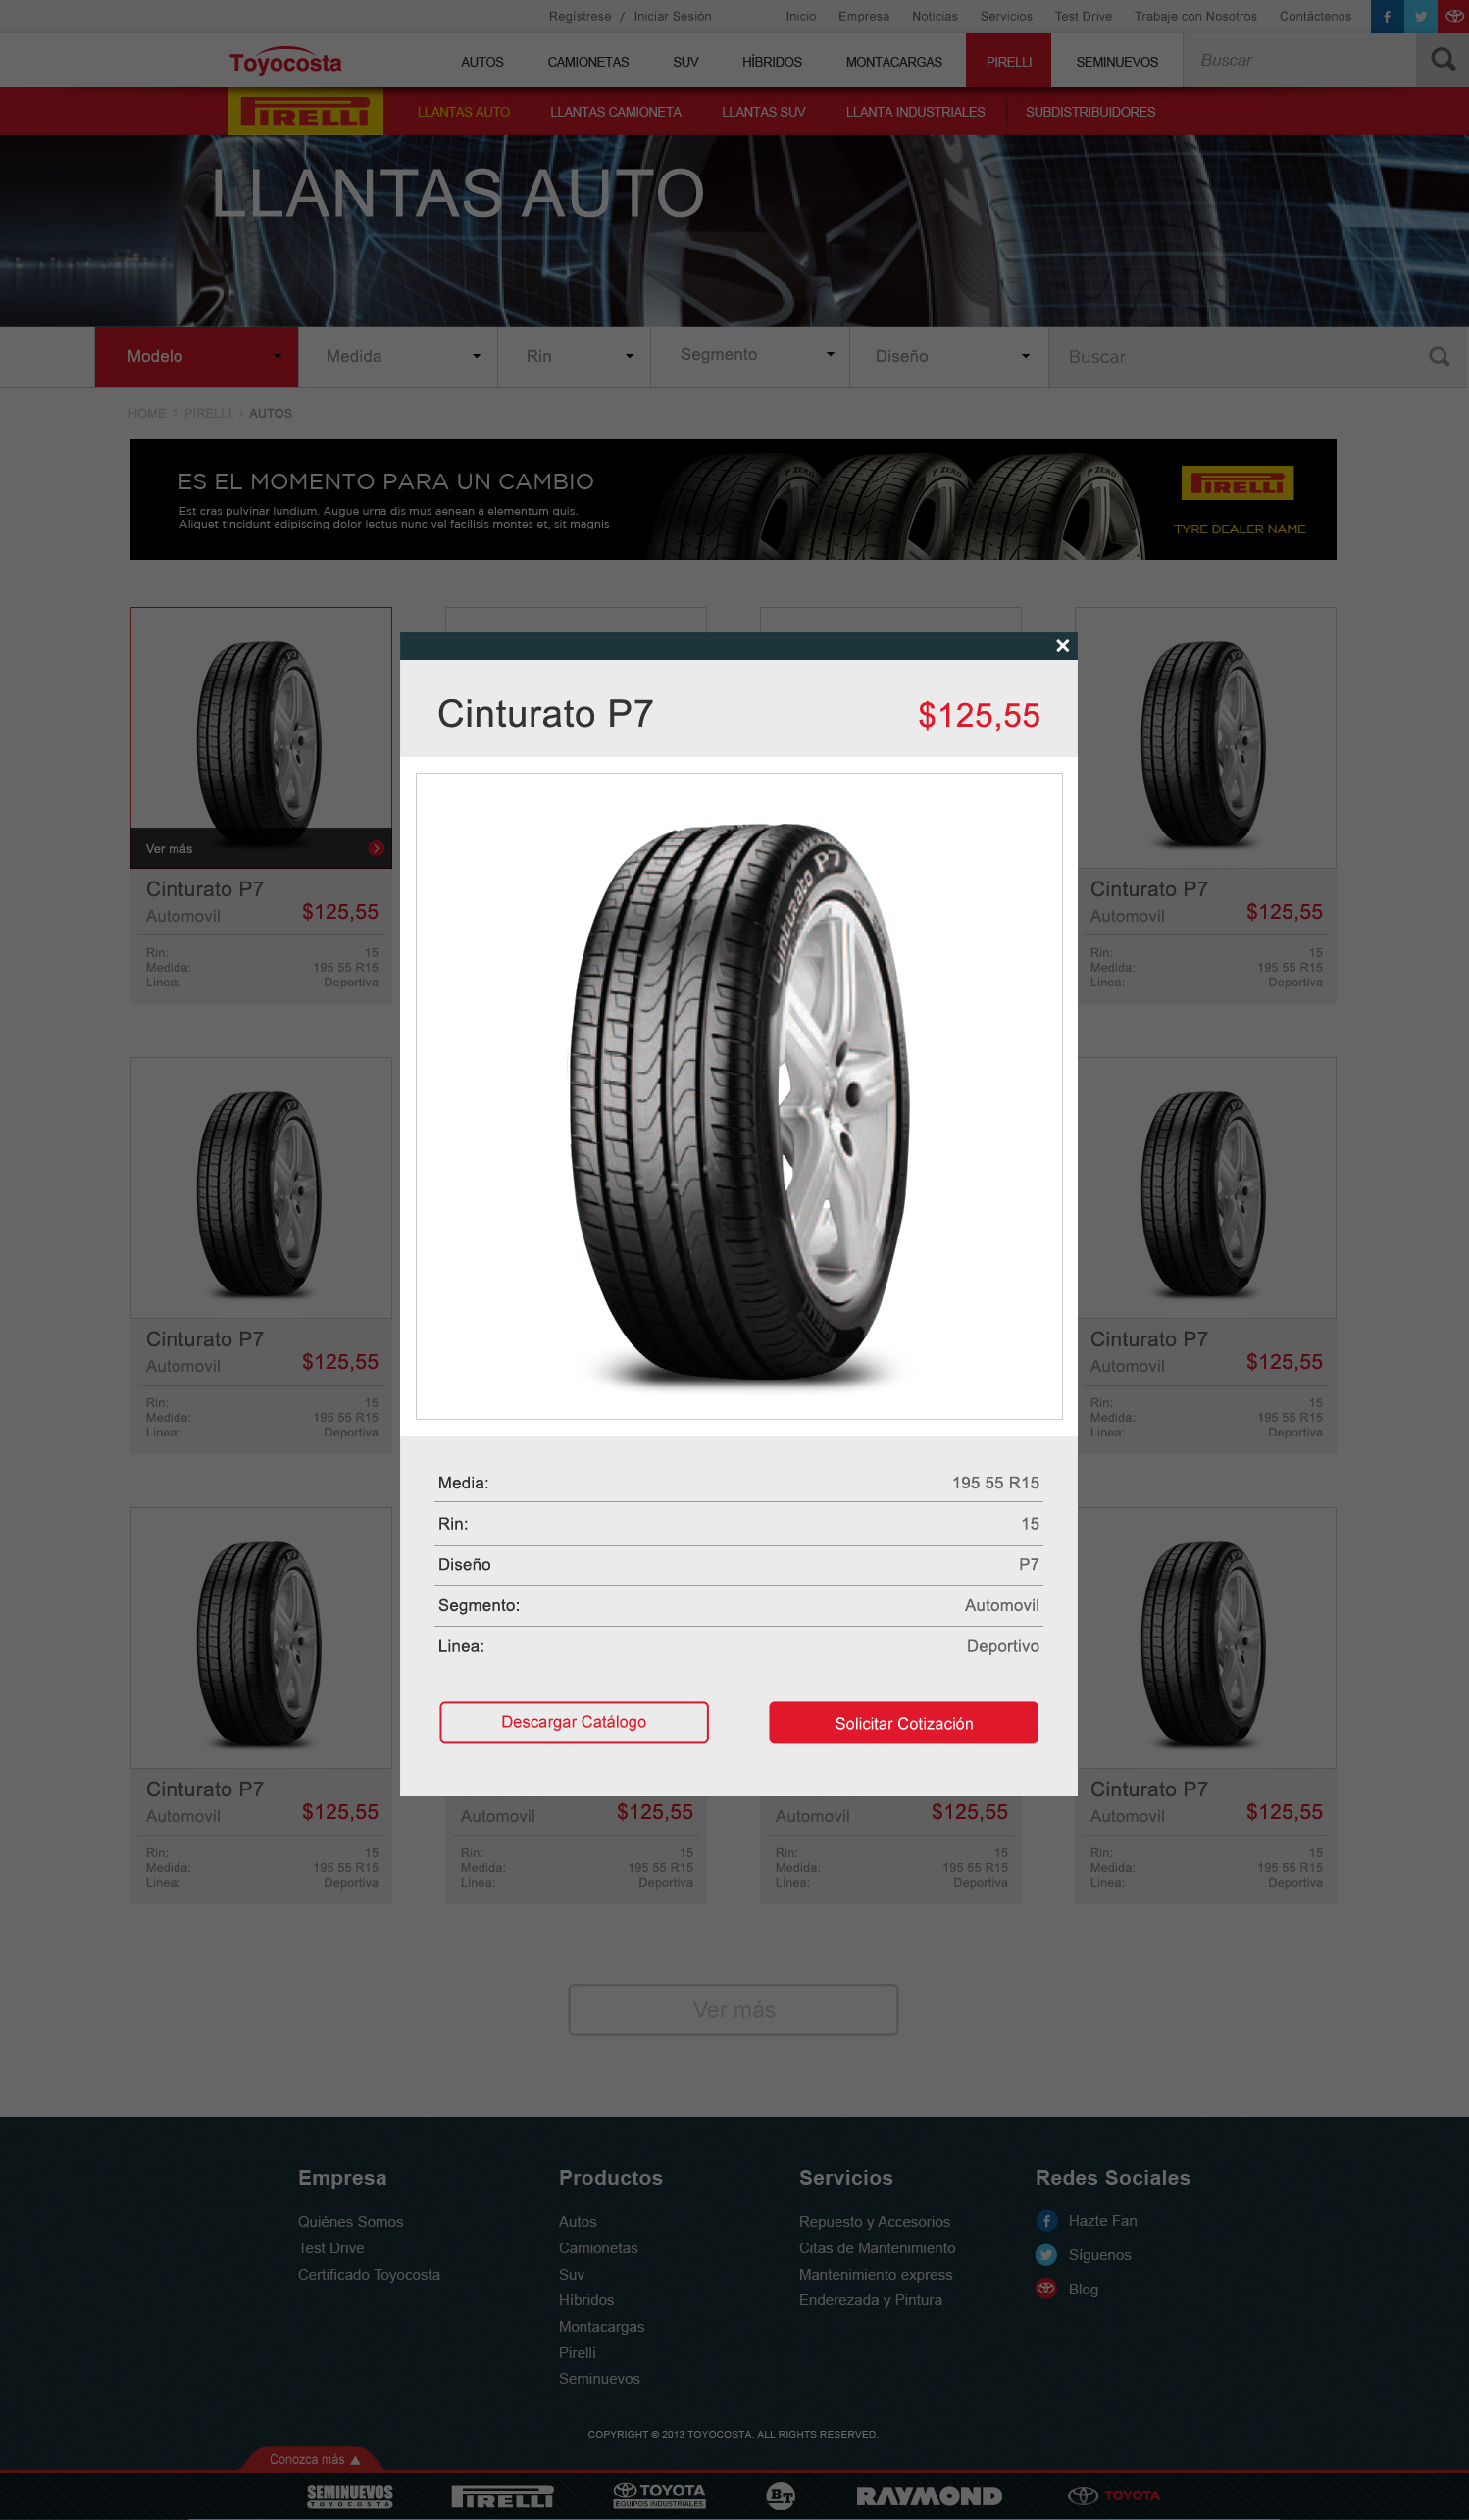 Regístrese / Iniciar Sesión Inicio Empresa Noticias Servicios Test Drive Trabaje con Nosotros Contáctenos
Toyocosta AUTOS CAMIONETAS SUV HÍBRIDOS MONTACARGAS PIRELLI SEMINUEVOS Buscar
PIRELLI LLANTAS AUTO LLANTAS CAMIONETA LLANTAS SUV LLANTA INDUSTRIALES SUBDISTRIBUIDORES
LLANTAS AUTO
Modelo Medida Rin Segmento Diseño Buscar
HOME > PIRELLI > AUTOS
ES EL MOMENTO PARA UN CAMBIO
Est cras pulvinar lundium. Augue urna dis mus aenean a elementum quis.
Aliquet tincidunt adipiscing dolor lectus nunc vel facilisis montes et, sit magnis
P ZERO P ZERO P ZERO
PIRELLI
TYRE DEALER NAME
Cinturato P7 $125,55
Cinturato P7
PIRELLI
Media: 195 55 R15
Rin: 15
Diseño P7
Segmento: Automovil
Linea: Deportivo
Descargar Catálogo Solicitar Cotización
Ver más
Cinturato P7
Automovil $125,55
Rin: 15
Medida: 195 55 R15
Linea: Deportiva
Cinturato P7
Automovil $125,55
Rin: 15
Medida: 195 55 R15
Linea: Deportiva
Cinturato P7
Automovil $125,55
Rin: 15
Medida: 195 55 R15
Linea: Deportiva
Cinturato P7
Automovil $125,55
Rin: 15
Medida: 195 55 R15
Linea: Deportiva
Cinturato P7
Automovil $125,55
Rin: 15
Medida: 195 55 R15
Linea: Deportiva
Automovil $125,55
Rin: 15
Medida: 195 55 R15
Linea: Deportiva
Automovil $125,55
Rin: 15
Medida: 195 55 R15
Linea: Deportiva
Cinturato P7
Automovil $125,55
Rin: 15
Medida: 195 55 R15
Linea: Deportiva
Ver más
Empresa
Quiénes Somos
Test Drive
Certificado Toyocosta
Productos
Autos
Camionetas
Suv
Híbridos
Montacargas
Pirelli
Seminuevos
Servicios
Repuesto y Accesorios
Citas de Mantenimiento
Mantenimiento express
Enderezada y Pintura
Redes Sociales
Hazte Fan
Síguenos
Blog
COPYRIGHT © 2013 TOYOCOSTA. ALL RIGHTS RESERVED.
Conozca más
SEMINUEVOS
TOYOCOSTA
PIRELLI
TOYOTA
EQUIPOS INDUSTRIALES
BT
RAYMOND
TOYOTA